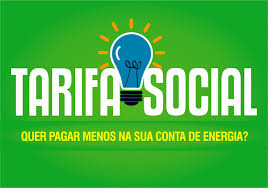 TARIFA SOCIAL
QUER PAGAR MENOS NA SUA CONTA DE ENERGIA?